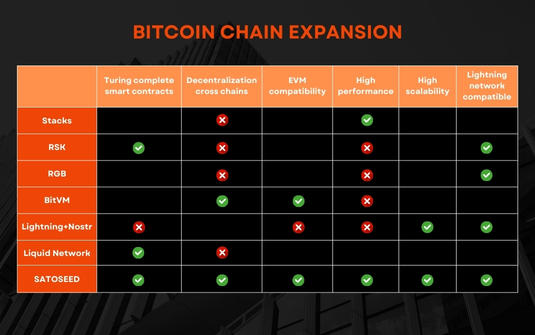 BITCOIN CHAIN EXPANSION
Turing complete
smart contracts
Decentralization
cross chains
EVM
compatibility
High
performance
High
scalability
Lightning
network
compatible
Stacks
RSK
RGB
BitVM
Lightning+Nostr
Liquid Network
SATOSEED